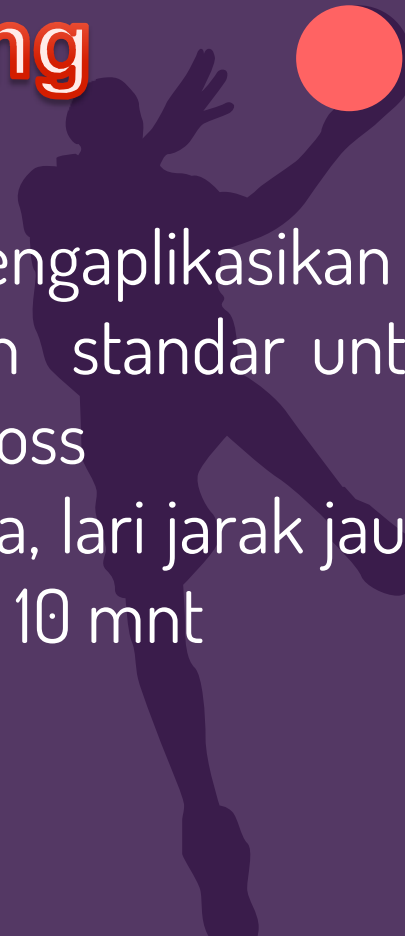 ng
engaplikasikan
n standar unt
oss
a, lari jarak jau
10 mnt